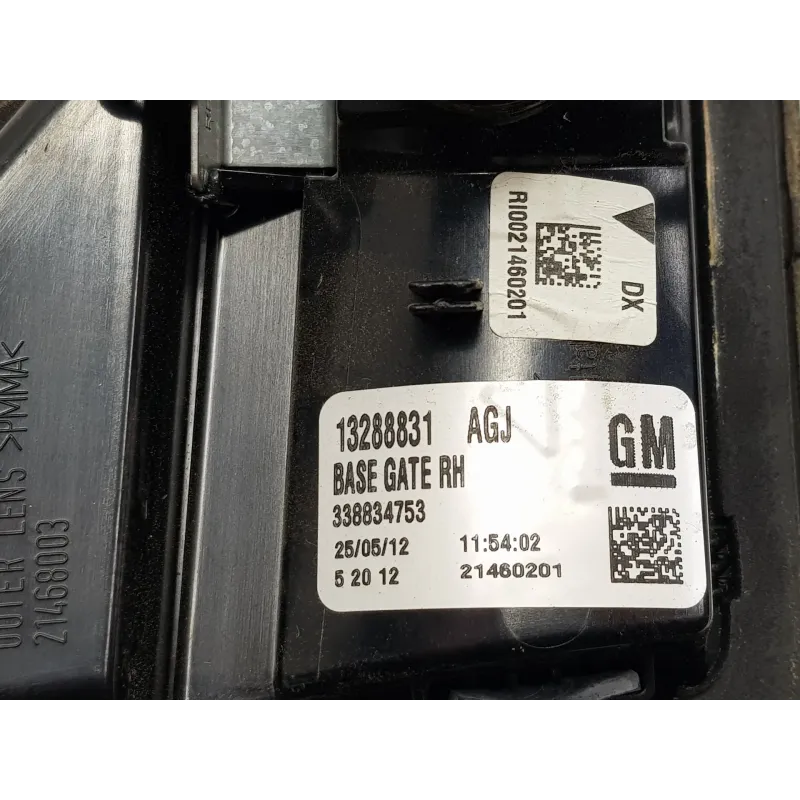 RI0021460201
DX
13288831 AGJ
GM
BASE GATE RH
338834753
25/05/12 11:54:02
5 20 12 21460201
>PMMA<
OUTER LENS
21468003